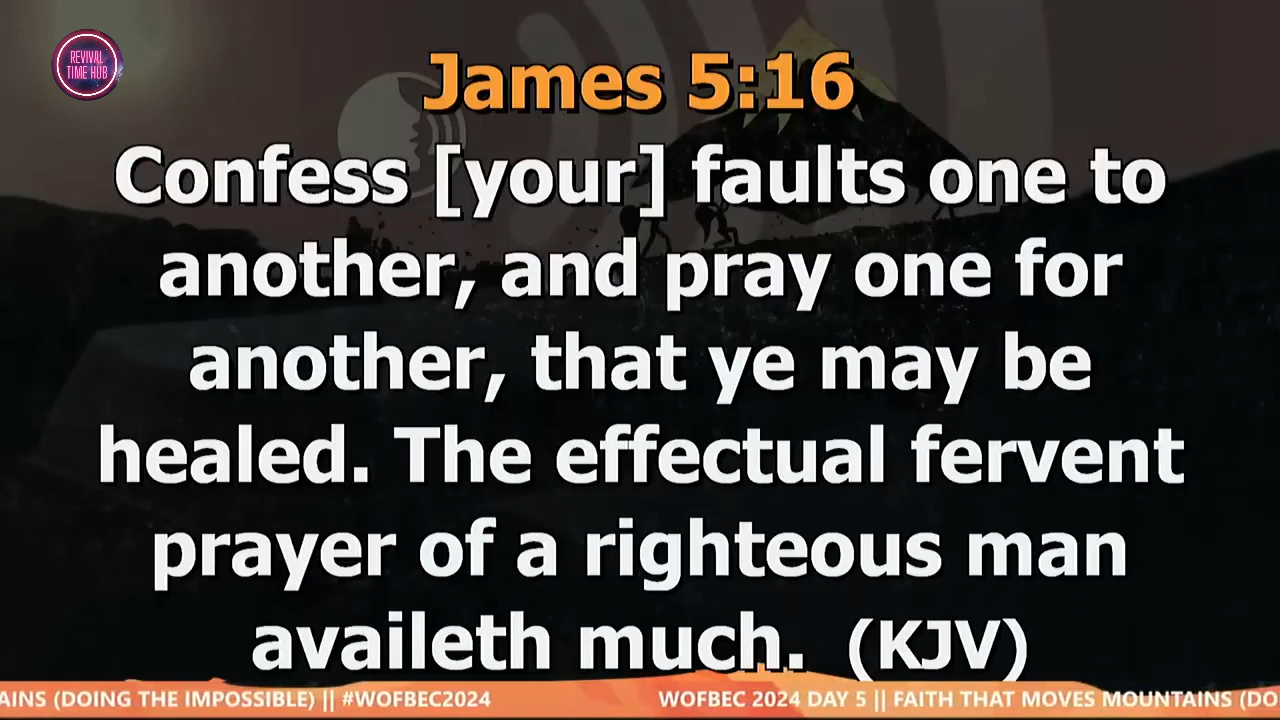 REVIVAL
TIME HUB
James 5:16
Confess [your] faults one to
another, and pray one for
another, that ye may be
healed. The effectual fervent
prayer of a righteous man
availeth much. (KJV)
AINS (DOING THE IMPOSSIBLE) || #WOFBEC2024
WOFBEC 2024 DAY 5 || FAITH THAT MOVES MOUNTAINS (DO